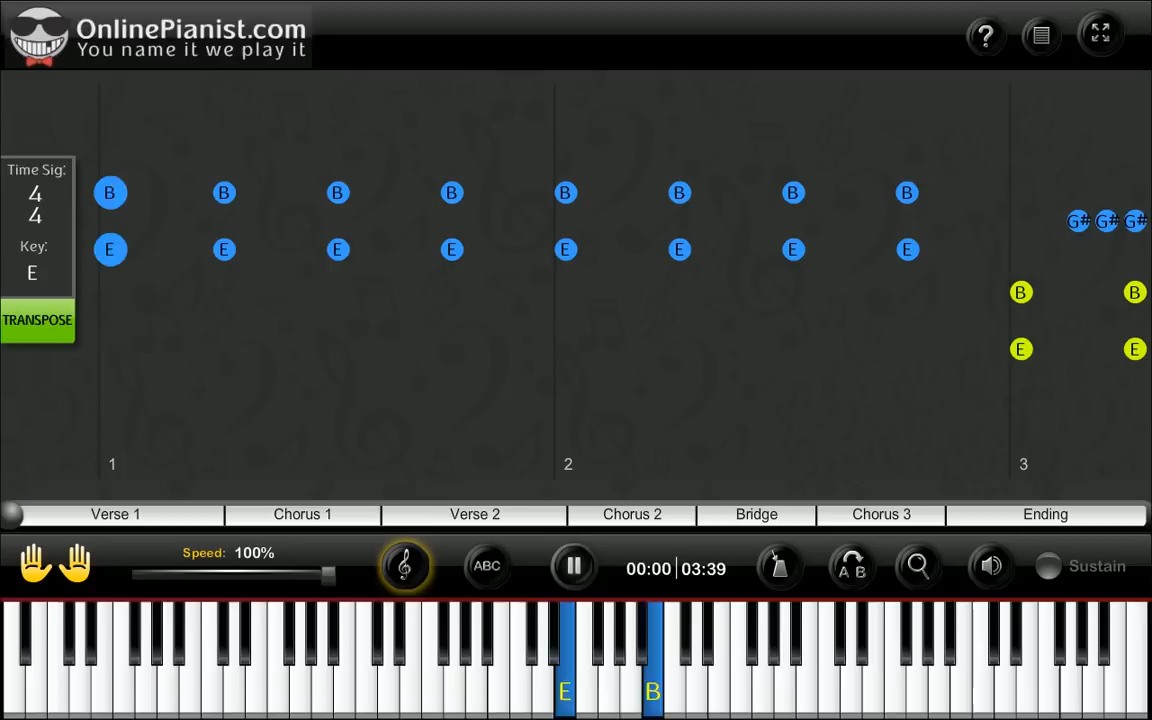 OnlinePianist.com
You name it we play it
?
Time Sig:
4
4
Key:
E
TRANSPOSE
B B B B B B B B
G# G# G#
E E E E E E E E
B B
E E
1 2 3
Verse 1 Chorus 1 Verse 2 Chorus 2 Bridge Chorus 3 Ending
Speed: 100%
ABC
00:00 | 03:39
A B
Sustain
E B